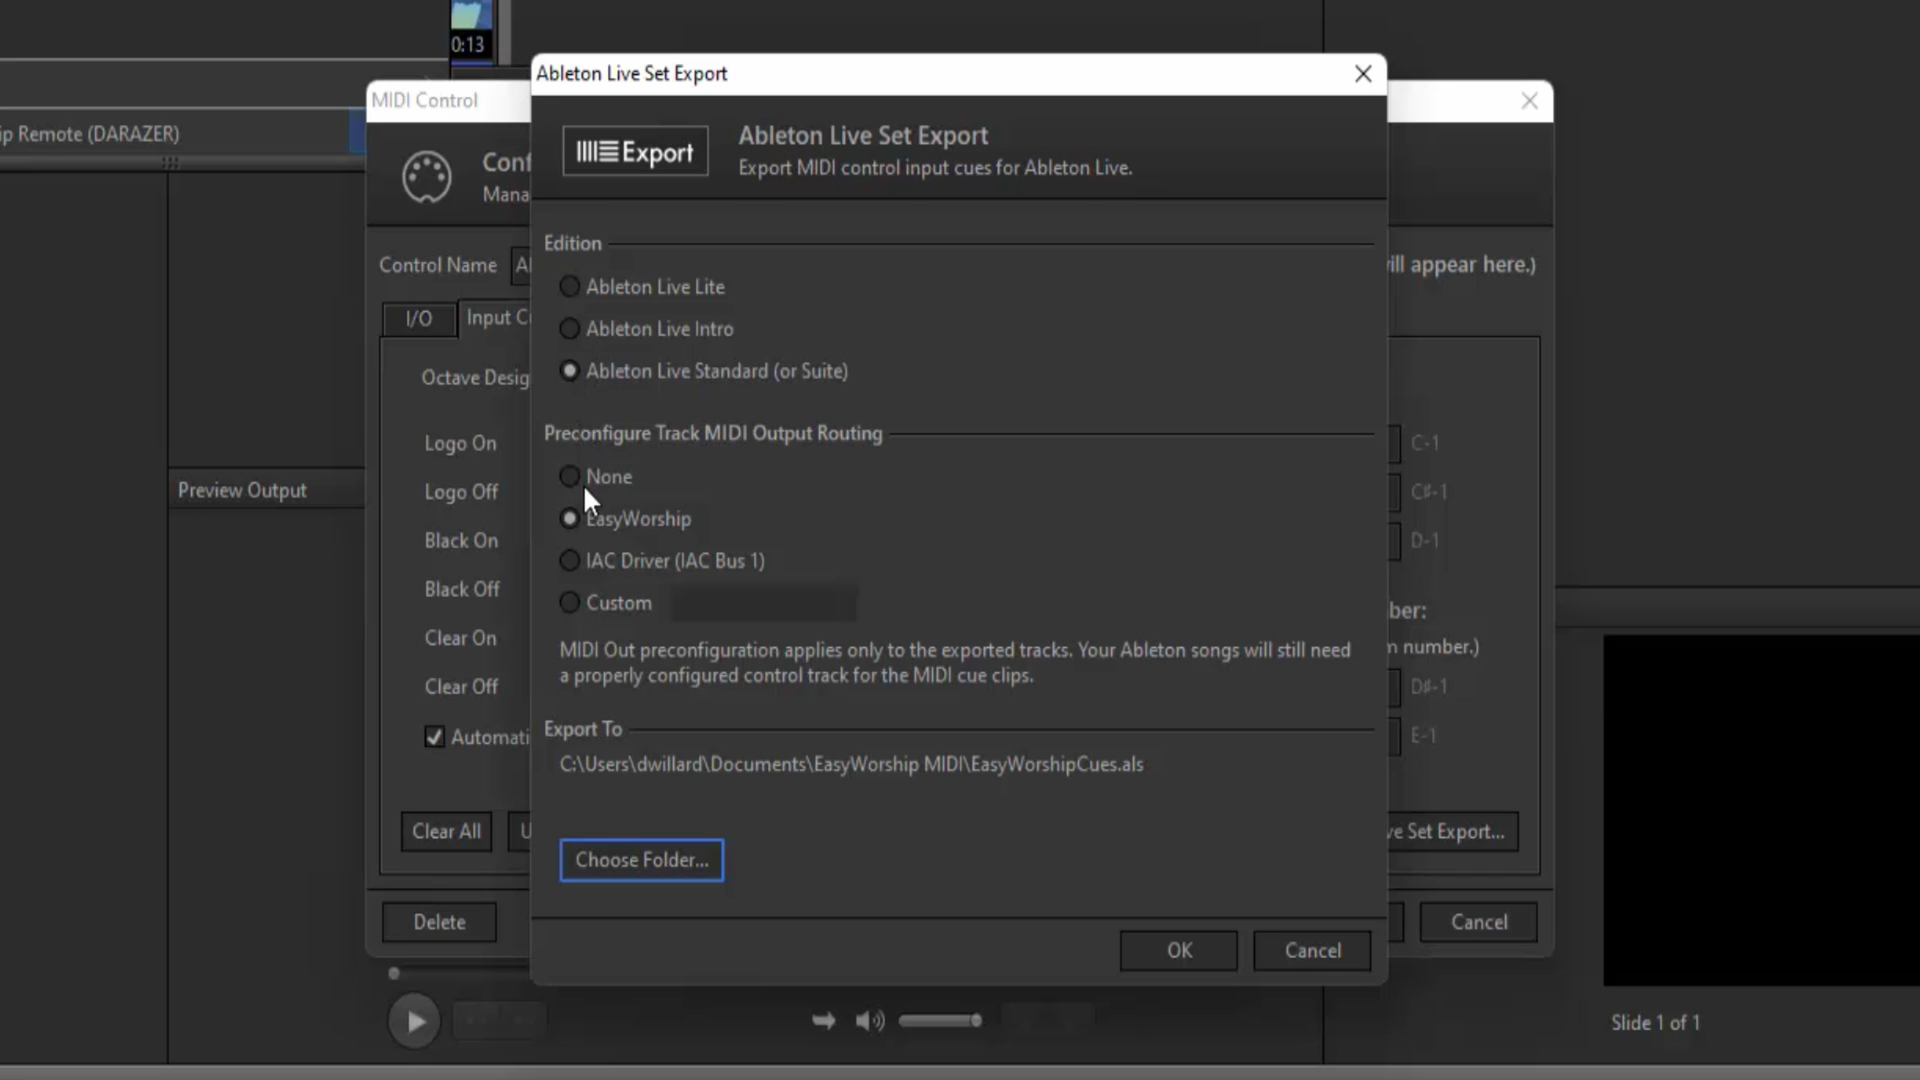 0:13
Ableton Live Set Export
MIDI Control
ip Remote (DARAZER)
Export
Ableton Live Set Export
Export MIDI control input cues for Ableton Live.
Conf
Mana
Edition
Control Name
ill appear here.)
Ableton Live Lite
I/O
Input C
Ableton Live Intro
Octave Desig
Ableton Live Standard (or Suite)
Preconfigure Track MIDI Output Routing
Logo On
C-1
None
Preview Output
Logo Off
C#-1
EasyWorship
Black On
D-1
IAC Driver (IAC Bus 1)
Black Off
Custom
ber:
Clear On
MIDI Out preconfiguration applies only to the exported tracks. Your Ableton songs will still need
a properly configured control track for the MIDI cue clips.
m number.)
Clear Off
D#-1
Export To
Automati
E-1
C:\Users\dwillard\Documents\EasyWorship MIDI\EasyWorshipCues.als
Clear All
U
ve Set Export...
Choose Folder...
Delete
Cancel
OK
Cancel
Slide 1 of 1